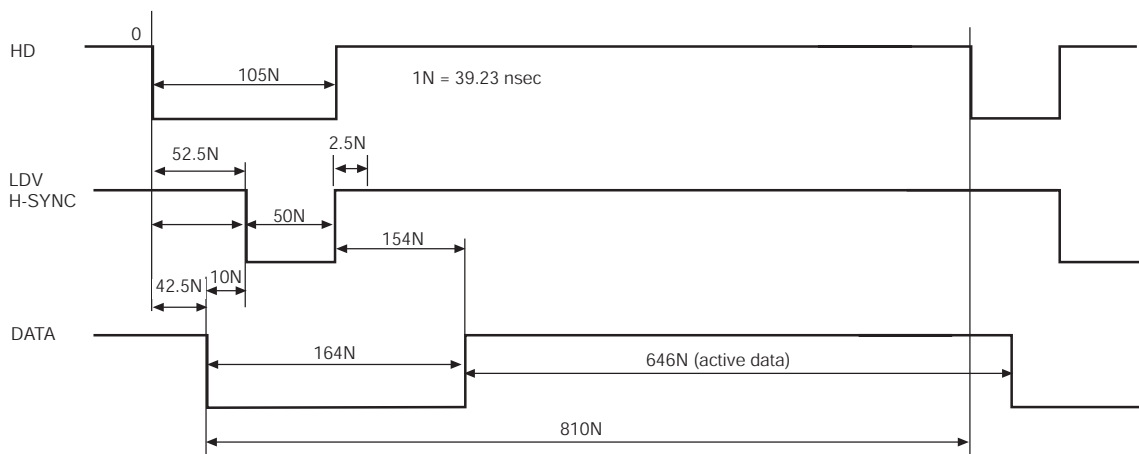 0
HD
105N
1N = 39.23 nsec
2.5N
52.5N
LDV
H-SYNC
50N
154N
10N
42.5N
DATA
164N
646N (active data)
810N